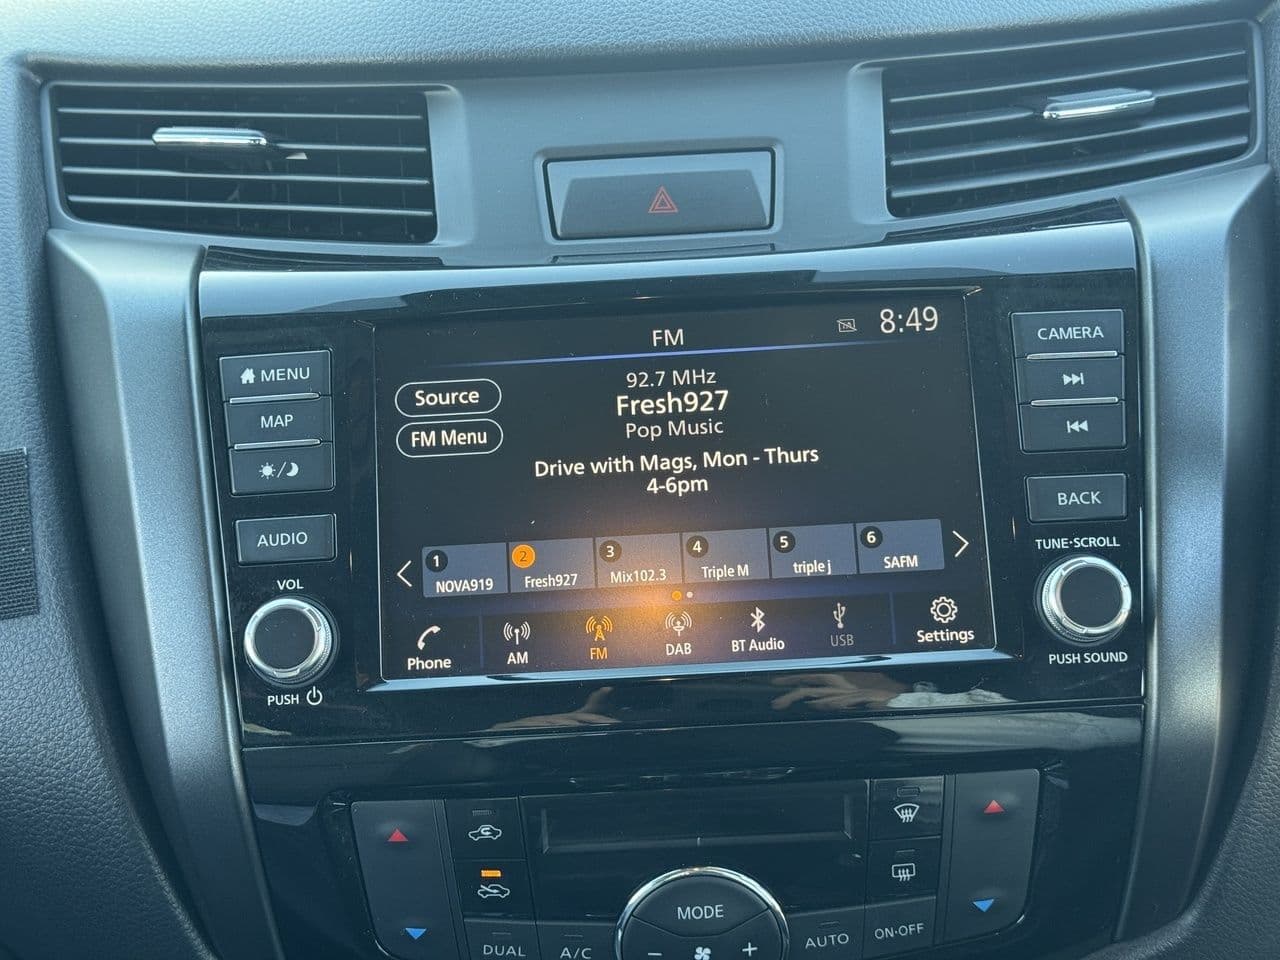 FM
TA
8:49
MENU
MAP
AUDIO
VOL
PUSH
Source
FM Menu
92.7 MHz
Fresh927
Pop Music
Drive with Mags, Mon - Thurs
4-6pm
1 NOVA919
2 Fresh927
3 Mix102.3
4 Triple M
5 triple j
6 SAFM
Phone
AM
FM
DAB
BT Audio
USB
Settings
CAMERA
BACK
TUNE·SCROLL
PUSH SOUND
MODE
DUAL
A/C
AUTO
ON·OFF
- +